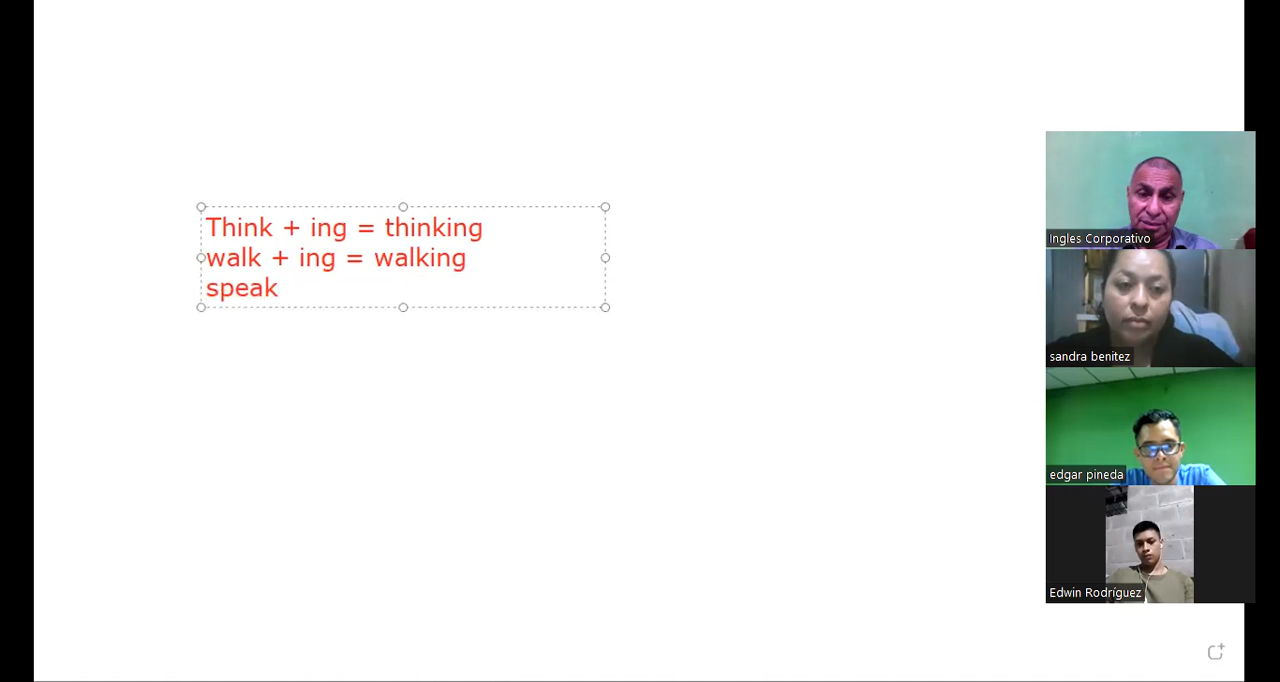 Think + ing = thinking
walk + ing = walking
speak
Ingles Corporativo
sandra benitez
edgar pineda
Edwin Rodríguez